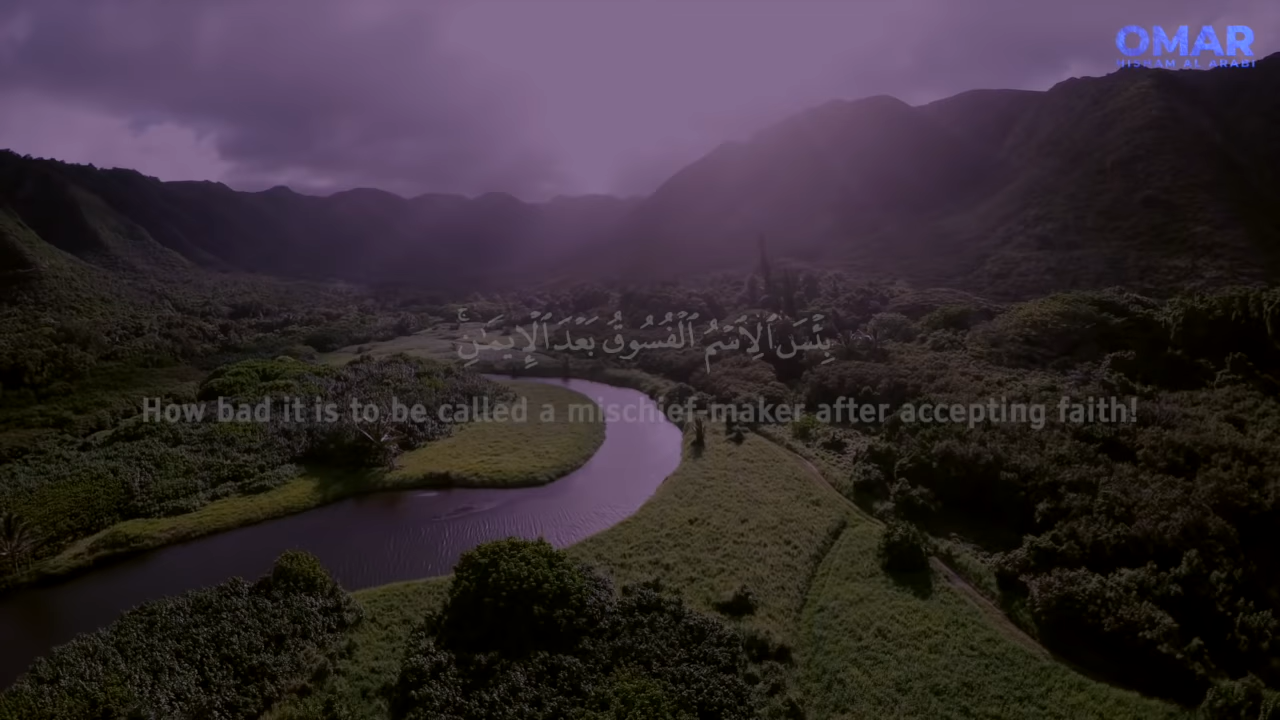 OMAR
HISHAM AL ARABI
بِئْسَ ٱلِٱسْمُ ٱلْفُسُوقُ بَعْدَ ٱلْإِيمَـٰنِ ۚ
How bad it is to be called a mischief-maker after accepting faith!